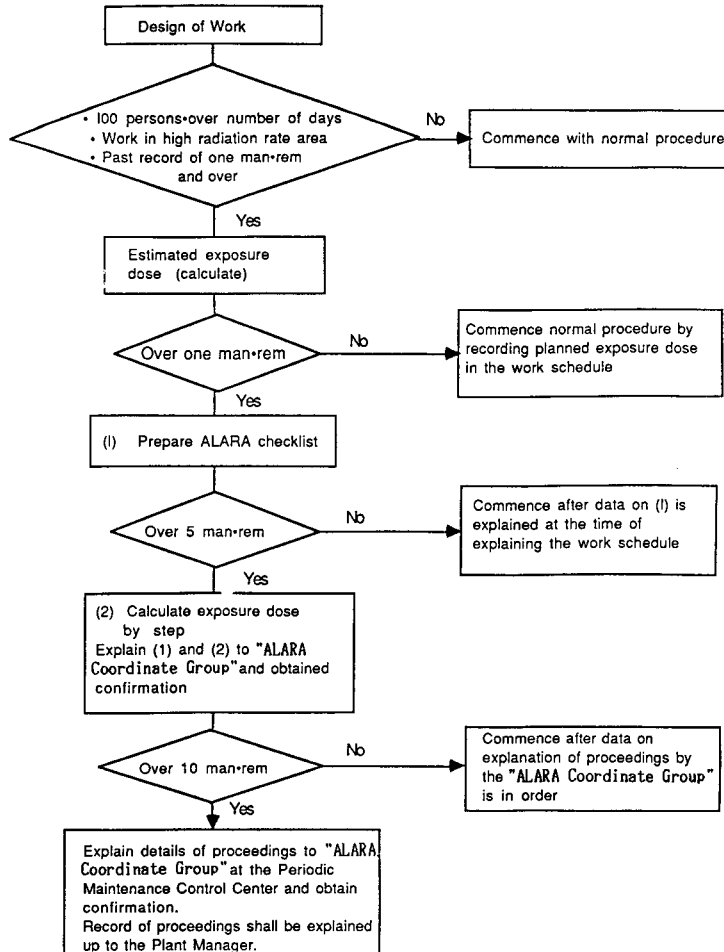 Design of Work
• 100 persons•over number of days
• Work in high radiation rate area
• Past record of one man•rem
and over
No
Commence with normal procedure
Yes
Estimated exposure
dose (calculate)
Over one man•rem
No
Commence normal procedure by
recording planned exposure dose
in the work schedule
Yes
(I) Prepare ALARA checklist
Over 5 man•rem
No
Commence after data on (I) is
explained at the time of
explaining the work schedule
Yes
(2) Calculate exposure dose
by step
Explain (1) and (2) to "ALARA
Coordinate Group" and obtained
confirmation
Over 10 man•rem
No
Commence after data on
explanation of proceedings by
the "ALARA Coordinate Group"
is in order
Yes
Explain details of proceedings to "ALARA
Coordinate Group" at the Periodic
Maintenance Control Center and obtain
confirmation.
Record of proceedings shall be explained
up to the Plant Manager.